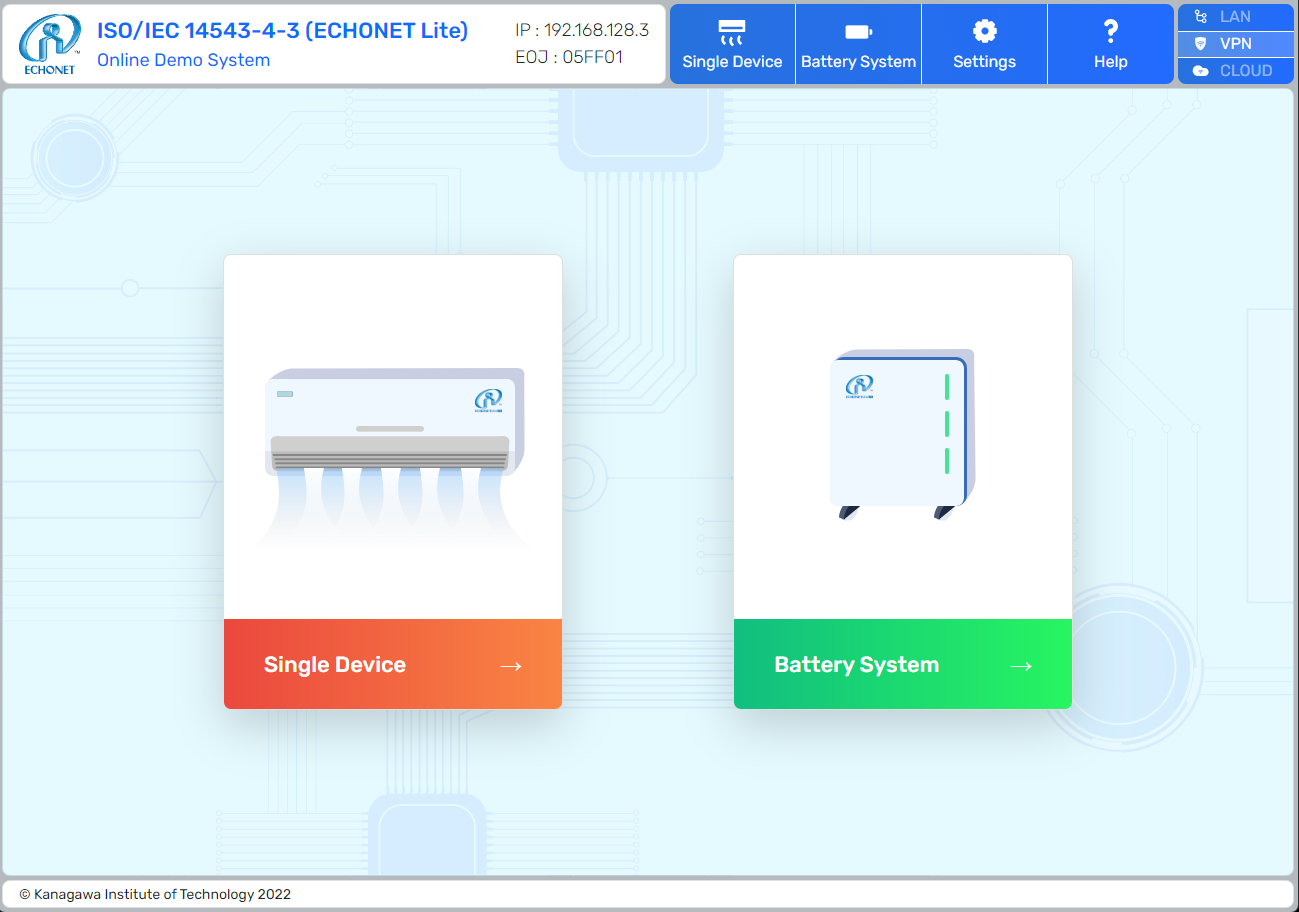 ISO/IEC 14543-4-3 (ECHONET Lite)
Online Demo System
ECHONET
IP : 192.168.128.3
EOJ : 05FF01
Single Device
Battery System
Settings
Help
LAN
VPN
CLOUD
Single Device →
Battery System →
© Kanagawa Institute of Technology 2022